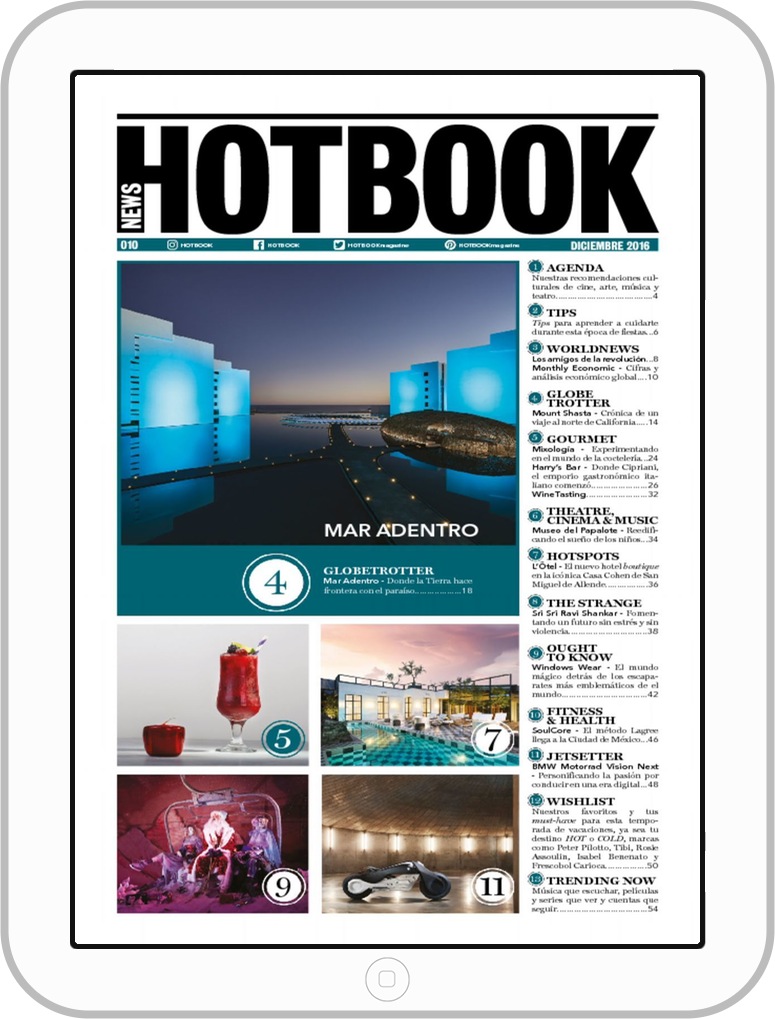 NEWS
HOTBOOK
010 HOTBOOK HOTBOOK HOTBOOKmagazine HOTBOOKmagazine DICIEMBRE 2016
MAR ADENTRO
4
GLOBETROTTER
Mar Adentro - Donde la Tierra hace
frontera con el paraíso..................18
5
7
9
11
1 AGENDA
Nuestras recomendaciones cul-
turales de cine, arte, música y
teatro.......................................4
2 TIPS
Tips para aprender a cuidarte
durante esta época de fiestas...6
3 WORLDNEWS
Los amigos de la revolución...8
Monthly Economic - Cifras y
análisis económico global....10
4 GLOBE
TROTTER
Mount Shasta - Crónica de un
viaje al norte de California.....14
5 GOURMET
Mixología - Experimentando
en el mundo de la coctelería...24
Harry's Bar - Donde Cipriani,
el emporio gastronómico ita-
liano comenzó.......................26
Wine Tasting.........................32
6 THEATRE,
CINEMA & MUSIC
Museo del Papalote - Reedifi-
cando el sueño de los niños...34
7 HOTSPOTS
L'Ôtel - El nuevo hotel boutique
en la icónica Casa Cohen de San
Miguel de Allende.................36
8 THE STRANGE
Sri Sri Ravi Shankar - Fomen-
tando un futuro sin estrés y sin
violencia................................38
9 OUGHT
TO KNOW
Windows Wear - El mundo
mágico detrás de los escapa-
rates más emblemáticos de el
mundo...................................42
10 FITNESS
& HEALTH
SoulCore - El método Lagree
llega a la Ciudad de México...46
11 JETSETTER
BMW Motorrad Vision Next
- Personificando la pasión por
conducir en una era digital...48
12 WISHLIST
Nuestros favoritos y tus
must-have para esta tempo-
rada de vacaciones, ya sea tu
destino HOT o COLD, marcas
como Peter Pilotto, Tibi, Rosie
Assoulin, Isabel Benenato y
Frescobol Carioca.................50
13 TRENDING NOW
Música que escuchar, películas
y series que ver y cuentas que
seguir.....................................54